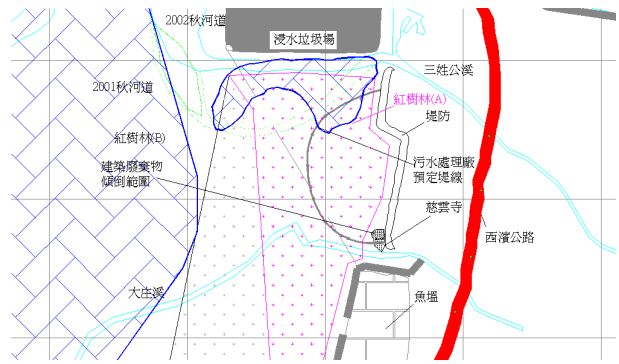 2002秋河道
浸水垃圾場
三姓公溪
2001秋河道
紅樹林(A)
堤防
紅樹林(B)
建築廢棄物
傾倒範圍
污水處理廠
預定堤線
慈雲寺
西濱公路
大庄溪
魚塭